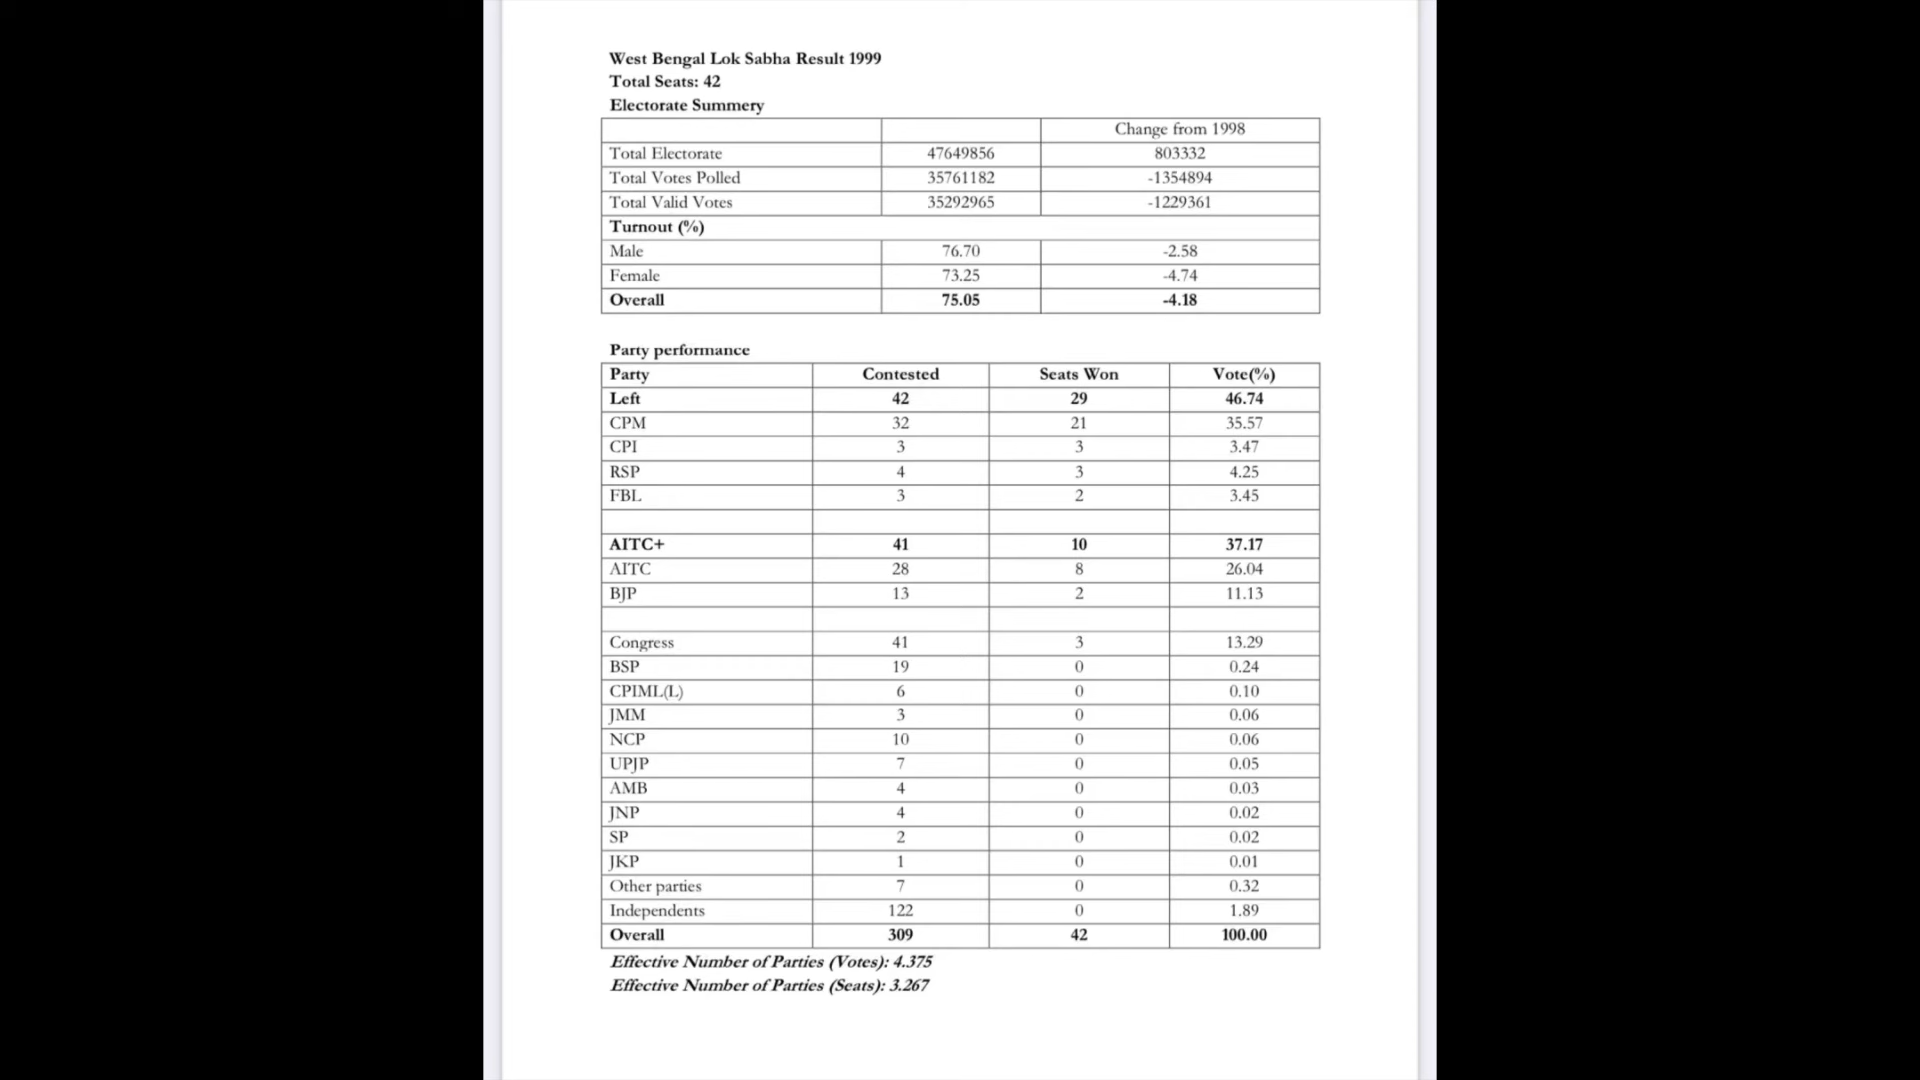 West Bengal Lok Sabha Result 1999
Total Seats: 42
Electorate Summery
Change from 1998
Total Electorate 47649856 803332
Total Votes Polled 35761182 -1354894
Total Valid Votes 35292965 -1229361
Turnout (%)
Male 76.70 -2.58
Female 73.25 -4.74
Overall 75.05 -4.18
Party performance
Party Contested Seats Won Vote(%)
Left 42 29 46.74
CPM 32 21 35.57
CPI 3 3 3.47
RSP 4 3 4.25
FBL 3 2 3.45
AITC+ 41 10 37.17
AITC 28 8 26.04
BJP 13 2 11.13
Congress 41 3 13.29
BSP 19 0 0.24
CPIML(L) 6 0 0.10
JMM 3 0 0.06
NCP 10 0 0.06
UPJP 7 0 0.05
AMB 4 0 0.03
JNP 4 0 0.02
SP 2 0 0.02
JKP 1 0 0.01
Other parties 7 0 0.32
Independents 122 0 1.89
Overall 309 42 100.00
Effective Number of Parties (Votes): 4.375
Effective Number of Parties (Seats): 3.267